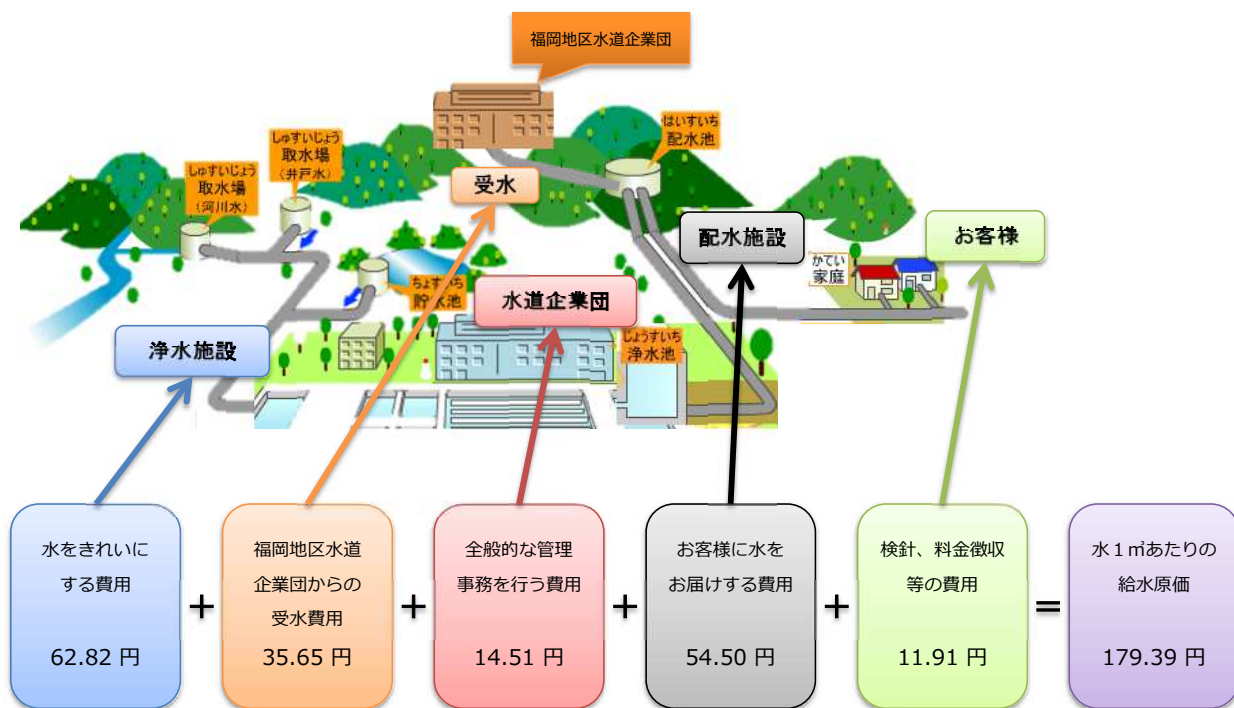 福岡地区水道企業団
はいすいち
配水池
しゅすいじょう
取水場
（井戸水）
しゅすいじょう
取水場
（河川水）
受水
配水施設
お客様
かてい
家庭
ちょすいち
貯水池
水道企業団
じょうすいち
浄水池
浄水施設
水をきれいに
する費用
62.82 円
+
福岡地区水道
企業団からの
受水費用
35.65 円
+
全般的な管理
事務を行う費用
14.51 円
+
お客様に水を
お届けする費用
54.50 円
+
検針、料金徴収
等の費用
11.91 円
=
水１㎥あたりの
給水原価
179.39 円